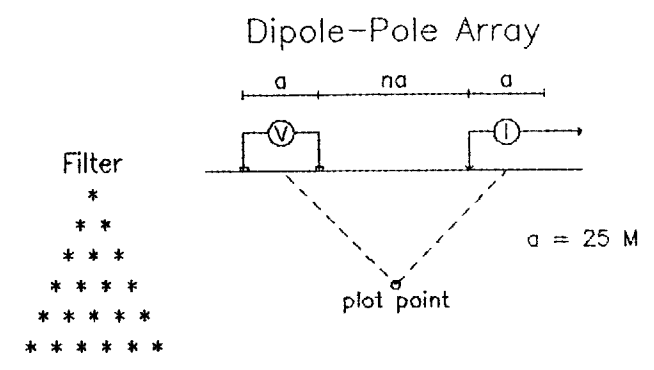 Dipole-Pole Array
a na a
V I
Filter
*
* *
* * *
* * * *
* * * * *
* * * * * *
a = 25 M
plot point